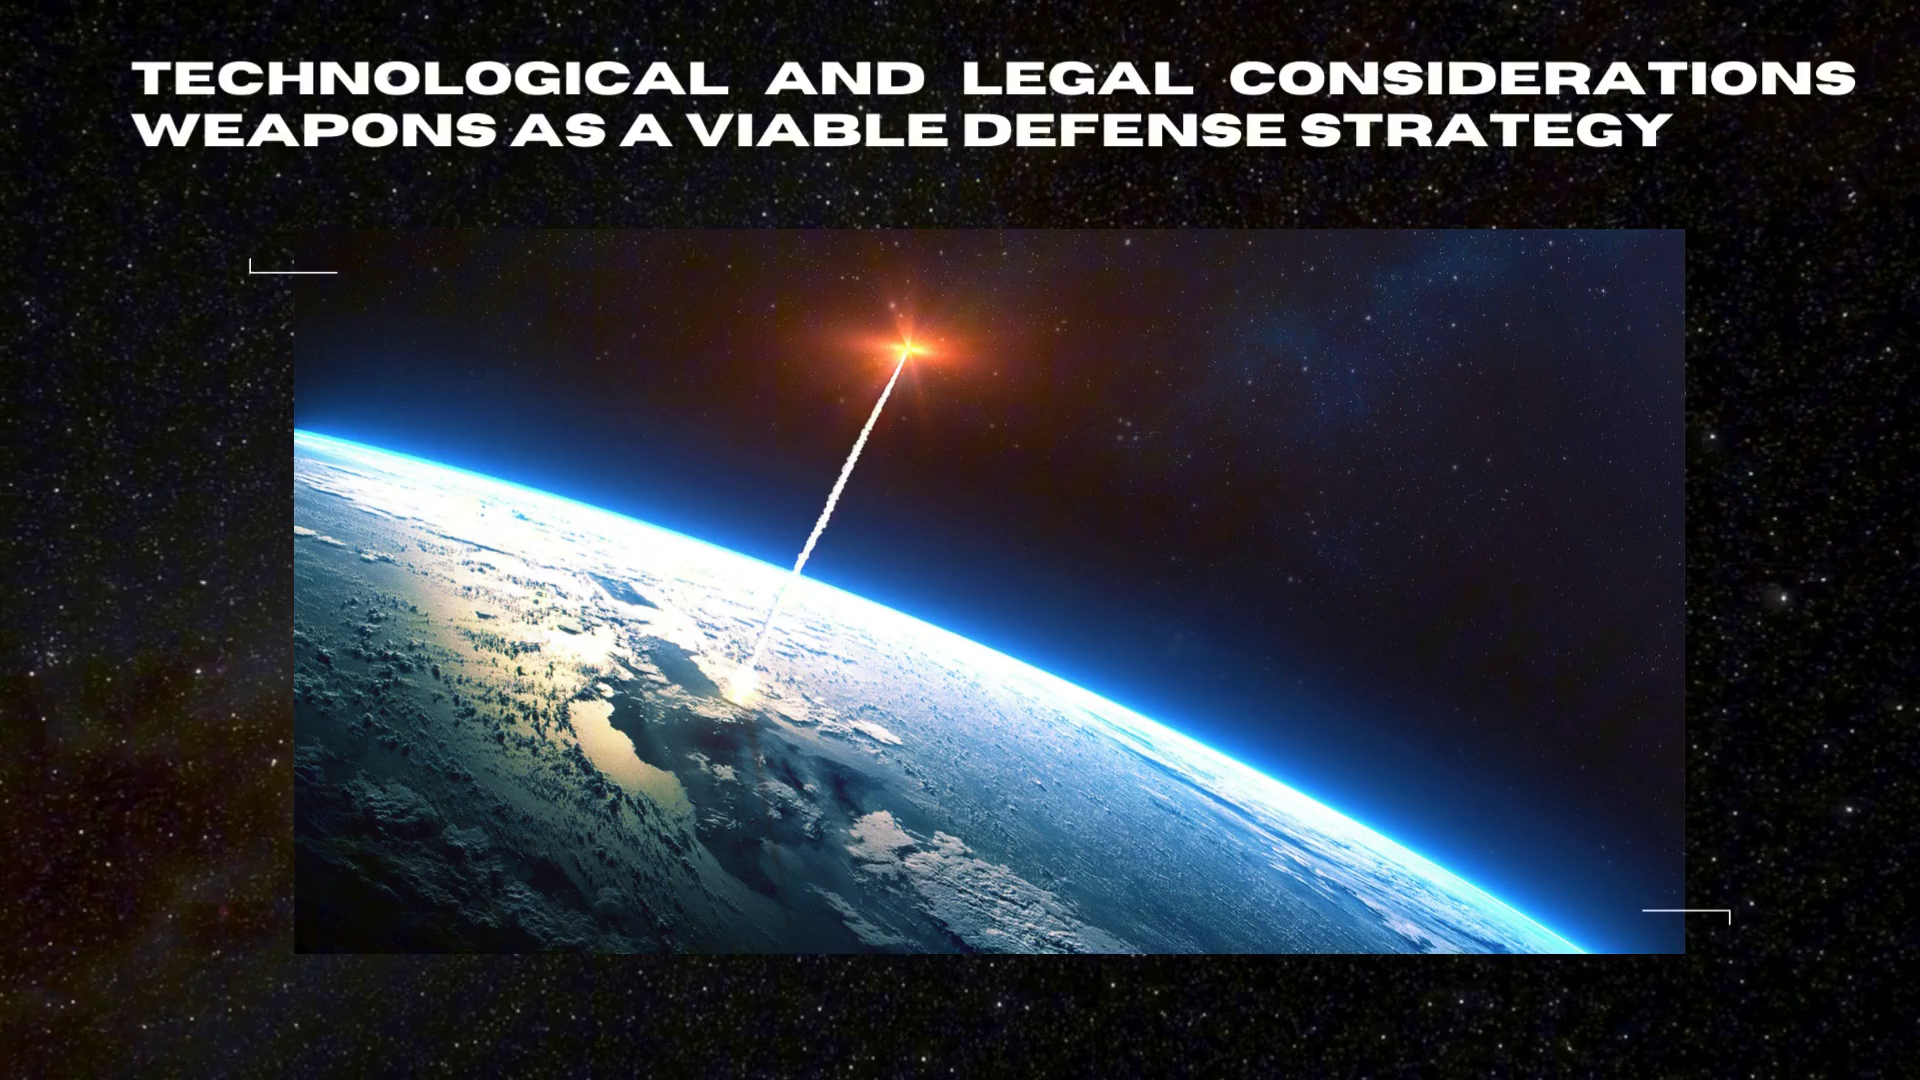 TECHNOLOGICAL AND LEGAL CONSIDERATIONS
WEAPONS AS A VIABLE DEFENSE STRATEGY